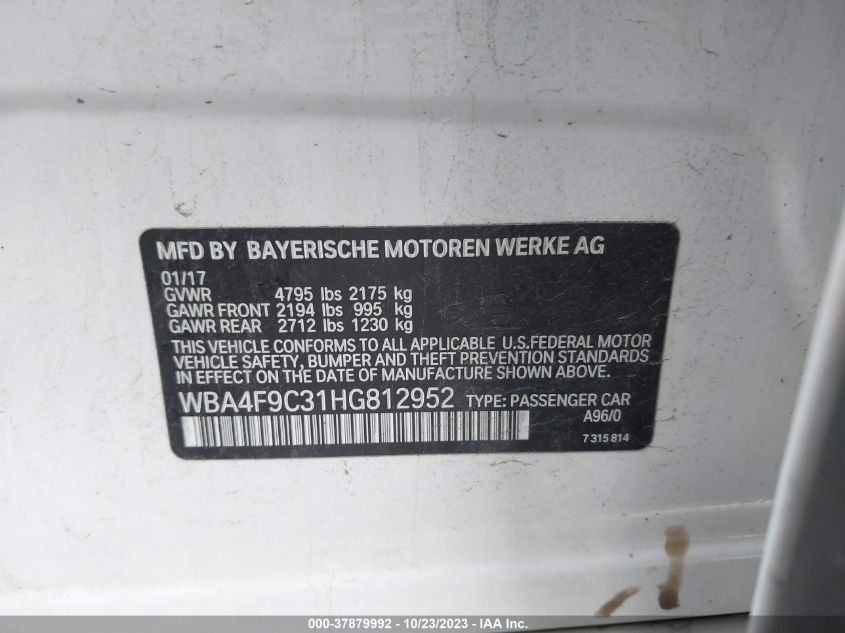 MFD BY BAYERISCHE MOTOREN WERKE AG
01/17
GVWR 4795 lbs 2175 kg
GAWR FRONT 2194 lbs 995 kg
GAWR REAR 2712 lbs 1230 kg
THIS VEHICLE CONFORMS TO ALL APPLICABLE U.S.FEDERAL MOTOR
VEHICLE SAFETY, BUMPER AND THEFT PREVENTION STANDARDS
IN EFFECT ON THE DATE OF MANUFACTURE SHOWN ABOVE.
WBA4F9C31HG812952 TYPE: PASSENGER CAR
A96/0
7 315 814
000-37879992 - 10/23/2023 - IAA Inc.